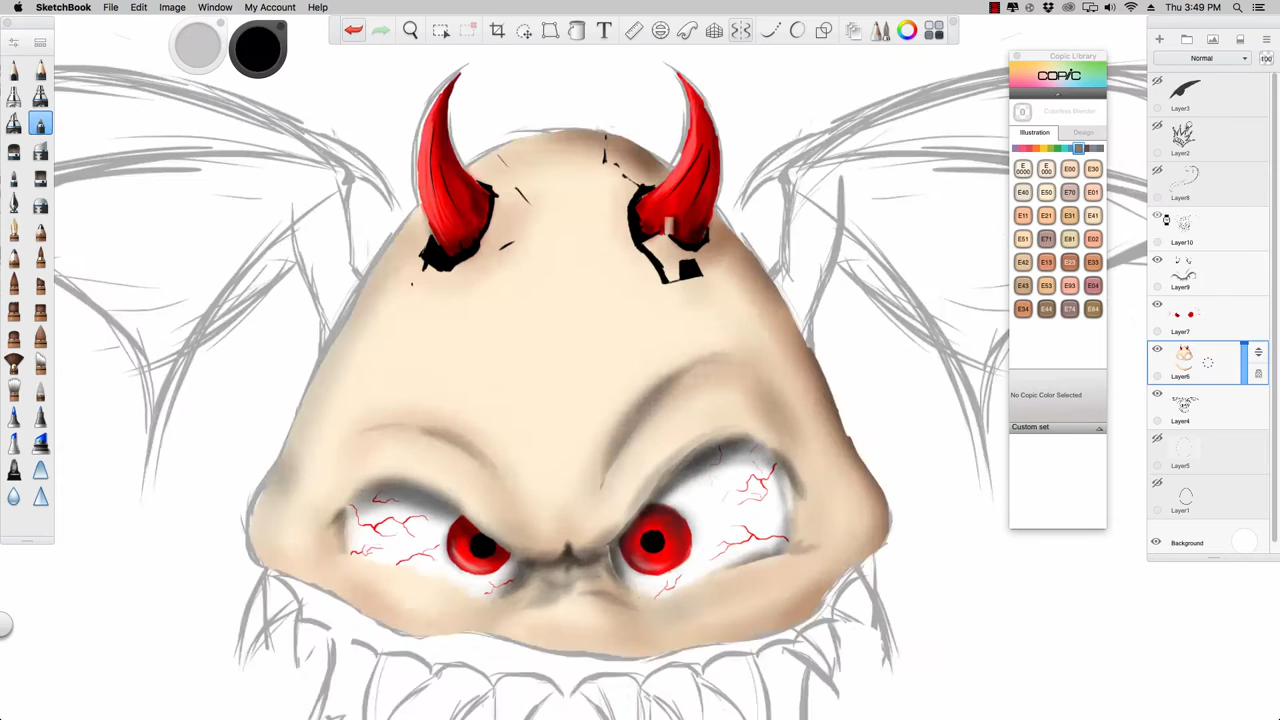 SketchBook File Edit Image Window My Account Help
Thu 3:49 PM
T
Copic Library
COPIC
0 Colorless Blender
Illustration Design
E0000 E000 E00 E30
E40 E50 E70 E01
E11 E21 E31 E41
E51 E71 E81 E02
E42 E13 E23 E33
E43 E53 E93 E04
E34 E44 E74 E84
No Copic Color Selected
Custom set
Normal 100
Layer3
Layer2
Layer8
Layer10
Layer9
Layer7
Layer6
Layer4
Layer5
Layer1
Background